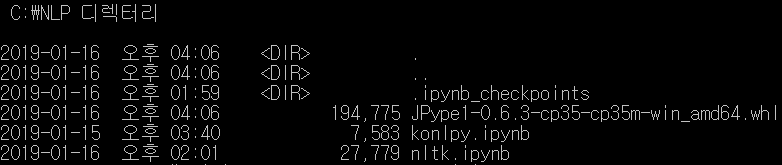 C:₩NLP 디렉터리
2019-01-16 오후 04:06 <DIR> .
2019-01-16 오후 04:06 <DIR> ..
2019-01-16 오후 01:59 <DIR> .ipynb_checkpoints
2019-01-16 오후 04:06 194,775 JPype1-0.6.3-cp35-cp35m-win_amd64.whl
2019-01-15 오후 03:40 7,583 konlpy.ipynb
2019-01-16 오후 02:01 27,779 nltk.ipynb